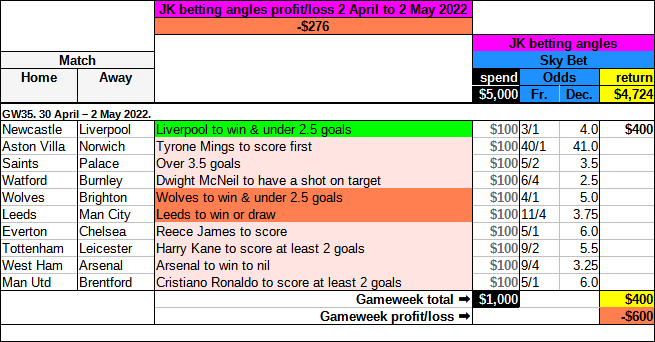 JK betting angles profit/loss 2 April to 2 May 2022
-$276
JK betting angles
Match Sky Bet
Home Away spend Odds return
$5,000 Fr. Dec. $4,724
GW35. 30 April – 2 May 2022.
Newcastle Liverpool Liverpool to win & under 2.5 goals $100 3/1 4.0 $400
Aston Villa Norwich Tyrone Mings to score first $100 40/1 41.0
Saints Palace Over 3.5 goals $100 5/2 3.5
Watford Burnley Dwight McNeil to have a shot on target $100 6/4 2.5
Wolves Brighton Wolves to win & under 2.5 goals $100 4/1 5.0
Leeds Man City Leeds to win or draw $100 11/4 3.75
Everton Chelsea Reece James to score $100 5/1 6.0
Tottenham Leicester Harry Kane to score at least 2 goals $100 9/2 5.5
West Ham Arsenal Arsenal to win to nil $100 9/4 3.25
Man Utd Brentford Cristiano Ronaldo to score at least 2 goals $100 5/1 6.0
Gameweek total ➡ $1,000 $400
Gameweek profit/loss ➡ -$600